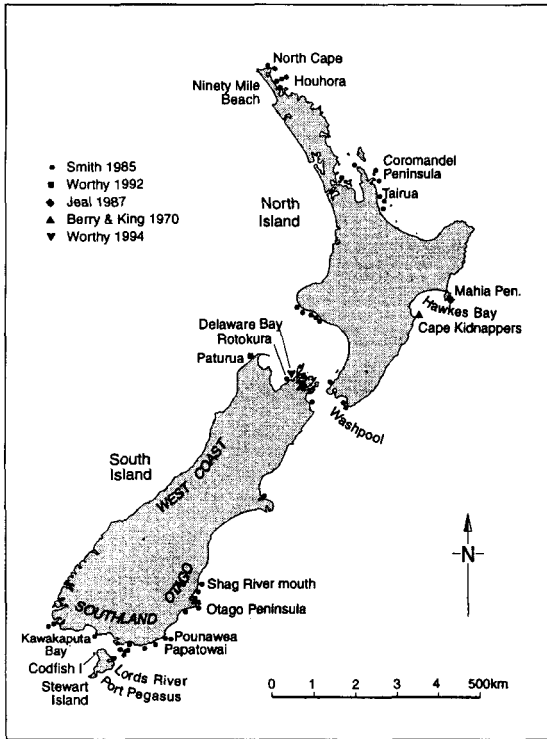 North Cape
Houhora
Ninety Mile
Beach
Smith 1985
Worthy 1992
Jeal 1987
Berry & King 1970
Worthy 1994
Coromandel
Peninsula
Tairua
North
Island
Mahia Pen.
Hawkes Bay
Cape Kidnappers
Delaware Bay
Rotokura
Paturua
Washpool
South
Island
WEST COAST
N
Shag River mouth
OTAGO
Otago Peninsula
SOUTHLAND
Kawakaputa
Bay
Pounawea
Papatowai
Codfish I
Lords River
Stewart
Island
Port Pegasus
0 1 2 3 4 500km